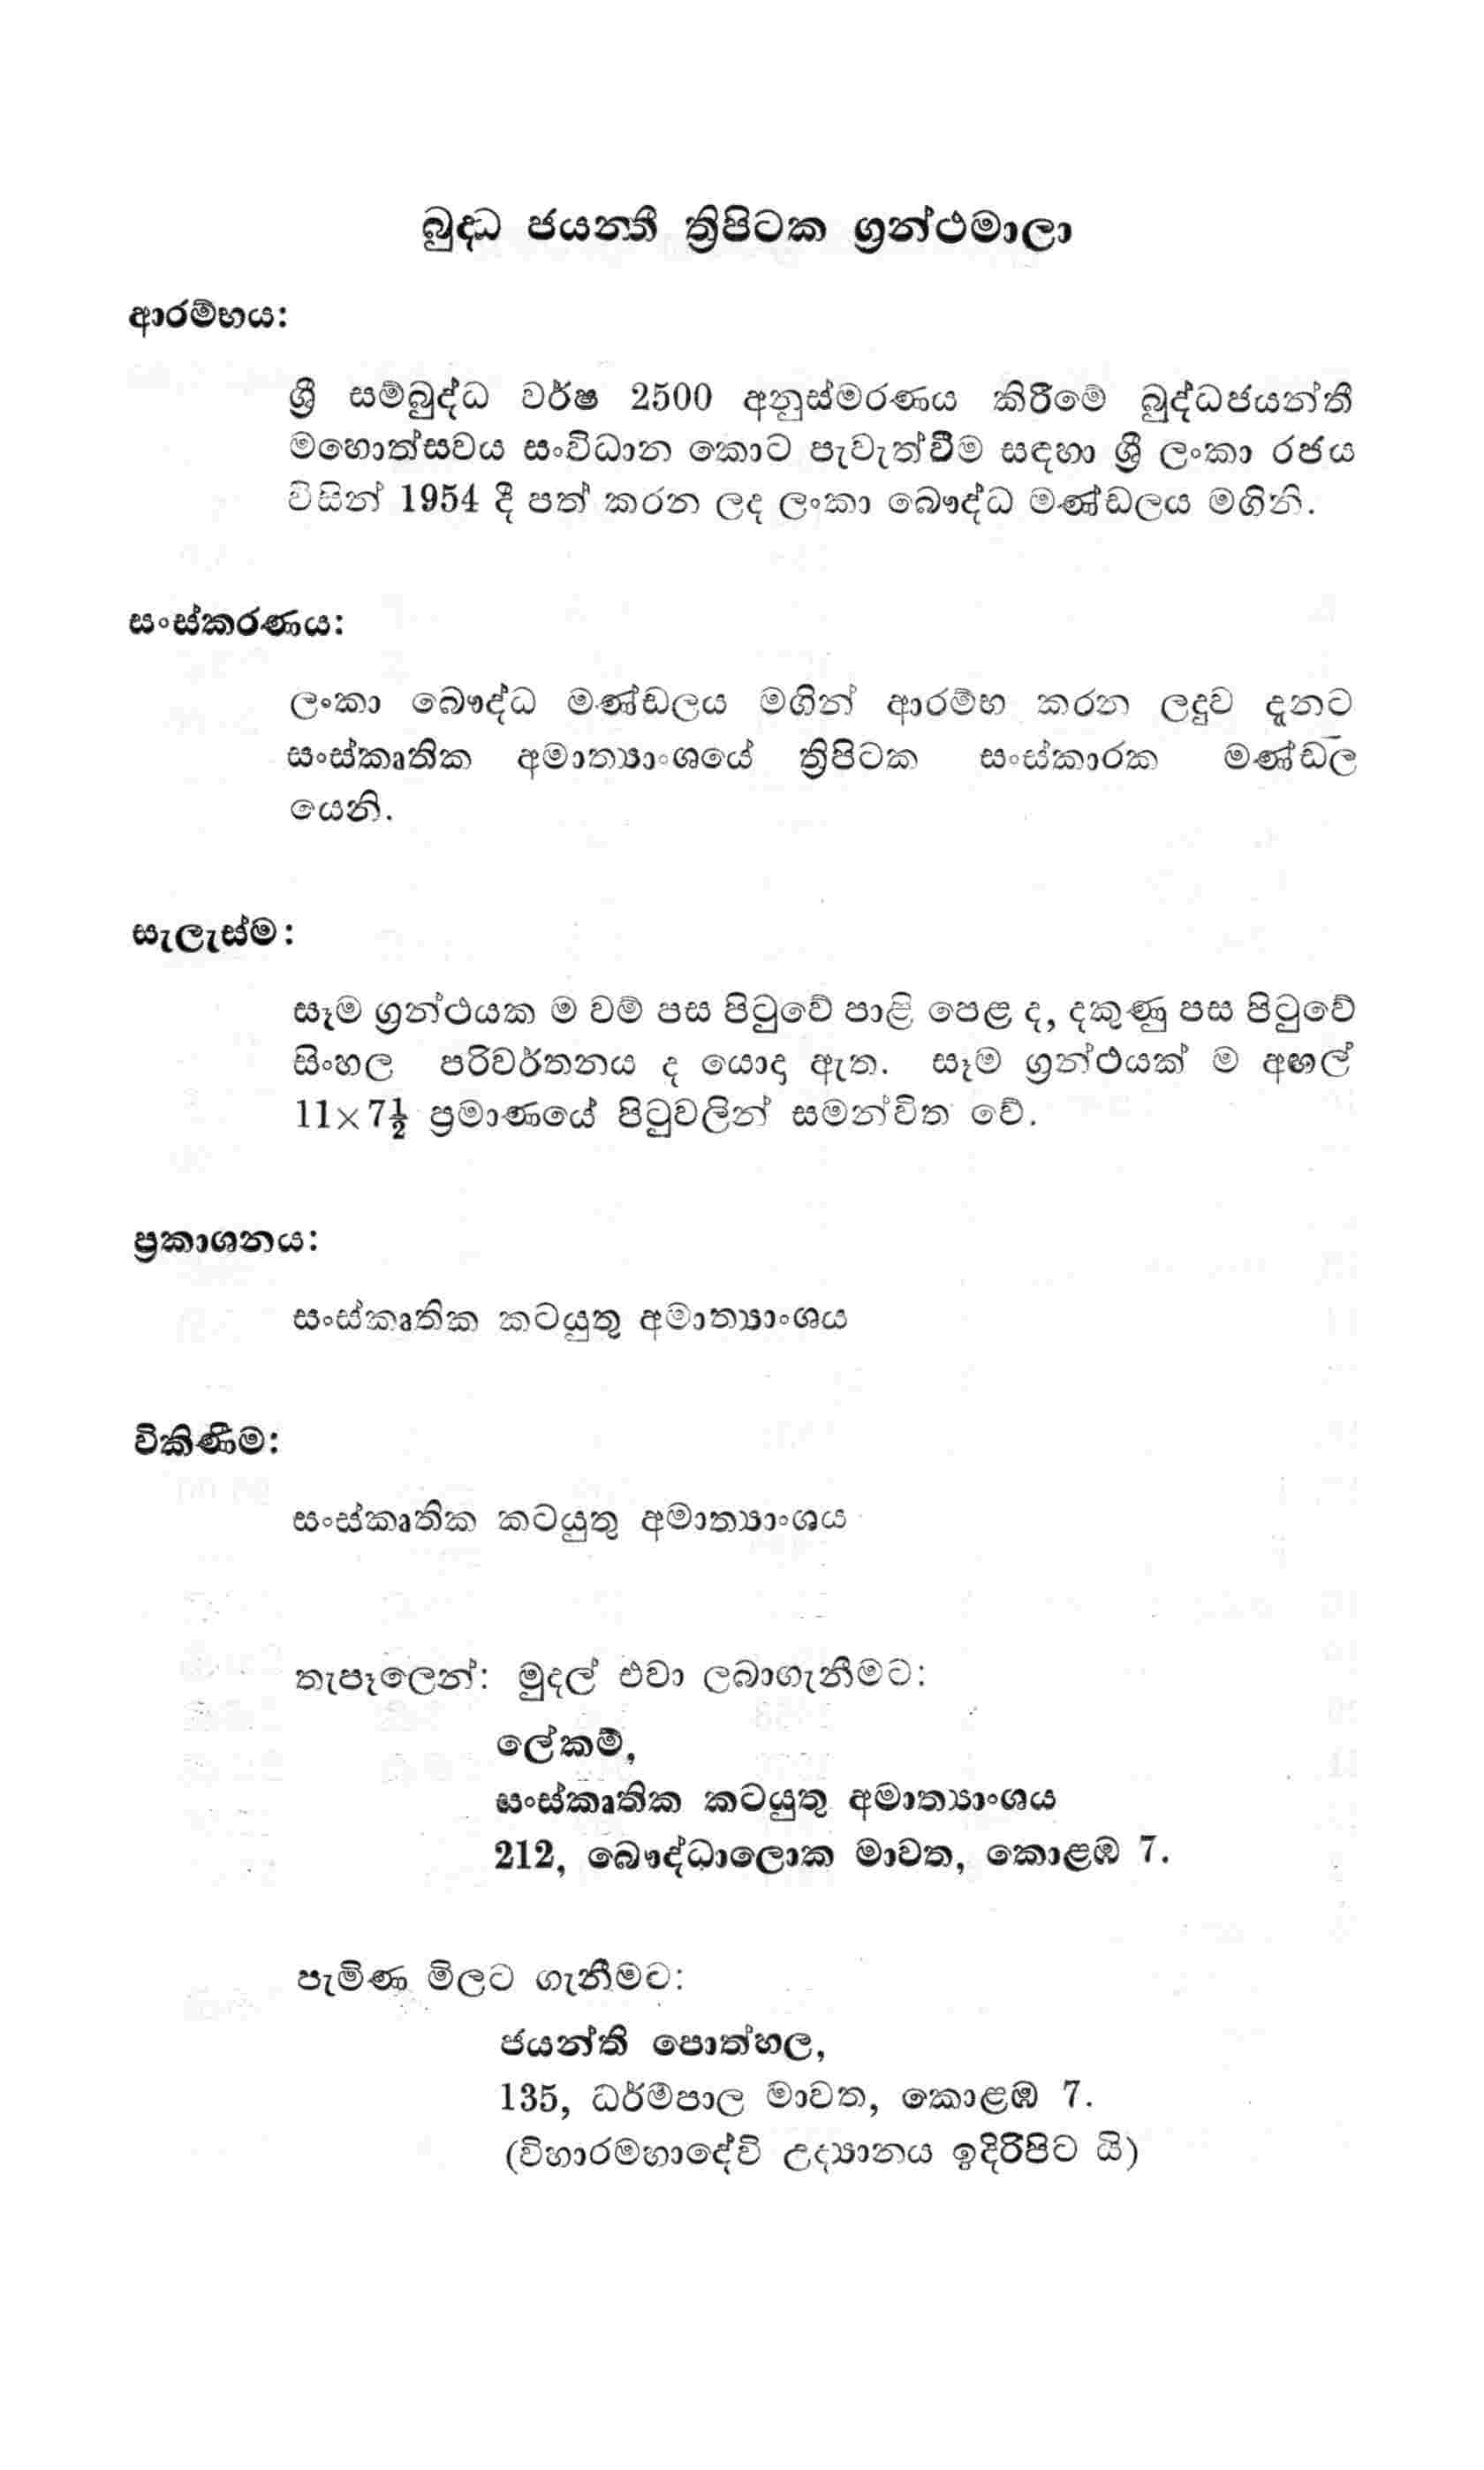 බුද්ධ ජයන්තී ත්‍රිපිටක ග්‍රන්ථමාලා
ආරම්භය:
ශ්‍රී සම්බුද්ධ වර්ෂ 2500 අනුස්මරණය කිරීමේ බුද්ධජයන්ති
මහොත්සවය සංවිධාන කොට පැවැත්වීම සඳහා ශ්‍රී ලංකා රජය
විසින් 1954 දී පත් කරන ලද ලංකා බෞද්ධ මණ්ඩලය මගිනි.
සංස්කරණය:
ලංකා බෞද්ධ මණ්ඩලය මගින් ආරම්භ කරන ලදුව දැනට
සංස්කෘතික අමාත්‍යාංශයේ ත්‍රිපිටක සංස්කාරක මණ්ඩල
යෙනි.
සැලැස්ම:
සෑම ග්‍රන්ථයක ම වම් පස පිටුවේ පාළි පෙළ ද, දකුණු පස පිටුවේ
සිංහල පරිවර්තනය ද යොදා ඇත. සෑම ග්‍රන්ථයක් ම අඟල්
11×7½ ප්‍රමාණයේ පිටුවලින් සමන්විත වේ.
ප්‍රකාශනය:
සංස්කෘතික කටයුතු අමාත්‍යාංශය
විකිණීම:
සංස්කෘතික කටයුතු අමාත්‍යාංශය
තැපෑලෙන්: මුදල් එවා ලබාගැනීමට:
ලේකම්,
සංස්කෘතික කටයුතු අමාත්‍යාංශය
212, බෞද්ධාලොක මාවත, කොළඹ 7.
පැමිණ මිලට ගැනීමට:
ජයන්ති පොත්හල,
135, ධර්මපාල මාවත, කොළඹ 7.
(විහාරමහාදේවි උද්‍යානය ඉදිරිපිට යි)